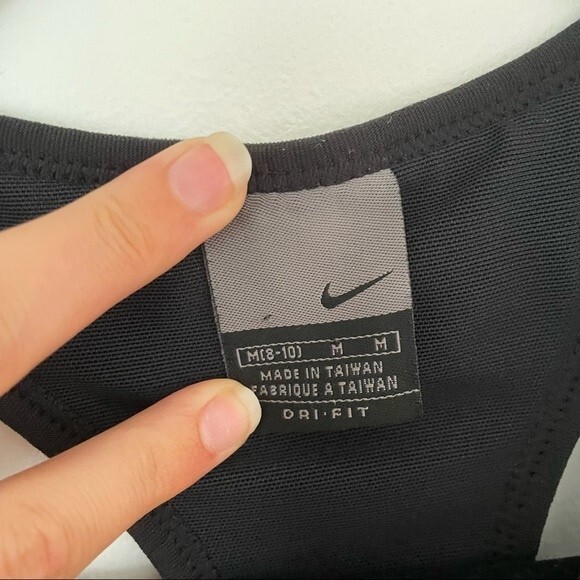 M(8-10) M M
MADE IN TAIWAN
FABRIQUE A TAIWAN
DRI·FIT